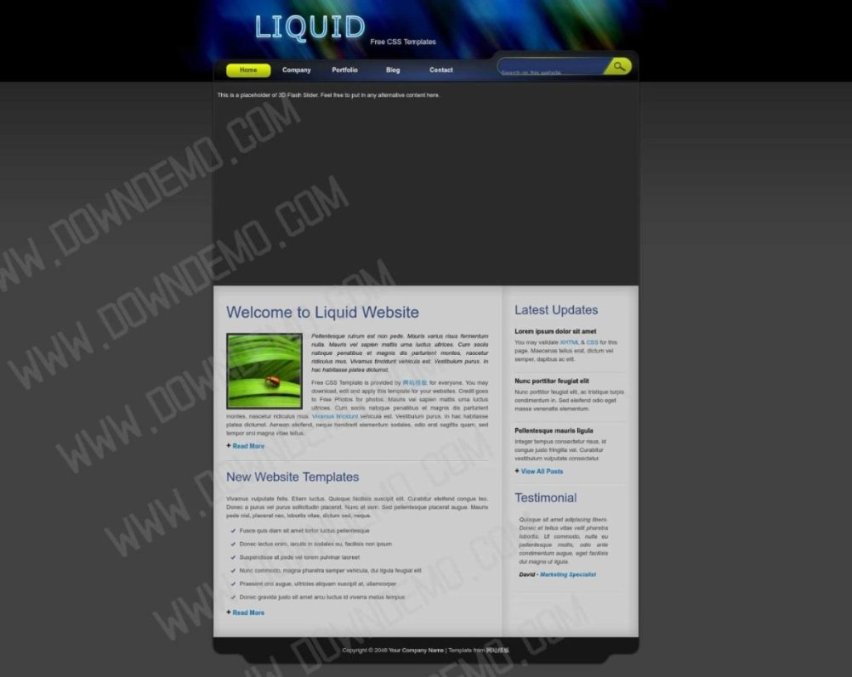 LIQUID
Free CSS Templates
Home Company Portfolio Blog Contact
Search on this website
This is a placeholder of 3D Flash Slider. Feel free to put in any alternative content here.
Welcome to Liquid Website
Pellentesque rutrum est non pede. Mauris varius risus fermentum
nulla. Mauris vel sapien mattis urna luctus ultrices. Cum sociis
natoque penatibus et magnis dis parturient montes, nascetur
ridiculus mus. Vivamus tincidunt vehicula est. Vestibulum purus. In
hac habitasse platea dictumst.
Free CSS Template is provided by 网站模板 for everyone. You may
download, edit and apply this template for your websites. Credit goes
to Free Photos for photos. Mauris vel sapien mattis urna luctus
ultrices. Cum sociis natoque penatibus et magnis dis parturient
montes, nascetur ridiculus mus. Vivamus tincidunt vehicula est. Vestibulum purus. In hac habitasse
platea dictumst. Aenean eleifend, neque hendrerit elementum sodales, odio erat sagittis quam, sed
tempor orci magna vitae tellus.
+ Read More
New Website Templates
Vivamus vulputate felis. Etiam luctus. Quisque facilisis suscipit elit. Curabitur eleifend congue leo.
Donec a purus vel purus sollicitudin placerat. Nunc at sem. Sed pellentesque placerat augue. Mauris
pede nisl, placerat nec, lobortis vitae, dictum sed, neque.
Fusce quis diam sit amet tortor luctus pellentesque
Donec lectus enim, iaculis in sodales eu, facilisis non ipsum
Suspendisse at pede vel lorem pulvinar laoreet
Nunc commodo, magna pharetra semper vehicula, dui ligula feugiat elit
Praesent orci augue, ultricies aliquam suscipit at, ullamcorper
Donec gravida justo sit amet arcu luctus id viverra metus tempus
+ Read More
Latest Updates
Lorem ipsum dolor sit amet
You may validate XHTML & CSS for this
page. Maecenas tellus erat, dictum vel
semper, dapibus ac elit.
Nunc porttitor feugiat elit
Nunc porttitor feugiat elit, ac tristique turpis
condimentum in. Sed eleifend odio eget
massa venenatis elementum.
Pellentesque mauris ligula
Integer tempus consectetur risus, id
congue justo fringilla vel. Curabitur
vestibulum vulputate consectetur.
+ View All Posts
Testimonial
Quisque sit amet adipiscing libero.
Donec et tellus vitae velit pharetra
lobortis. Ut commodo, nulla eu
pellentesque mollis, odio ante
condimentum augue, eget facilisis
dui magna ut ligula.
David - Marketing Specialist
Copyright © 2048 Your Company Name | Template from 网站模板
WWW.DOWNDEMO.COM
WWW.DOWNDEMO.COM
WWW.DOWNDEMO.COM
WWW.DOWNDEMO.COM
WWW.DOWNDEMO.COM
WWW.DOWNDEMO.COM